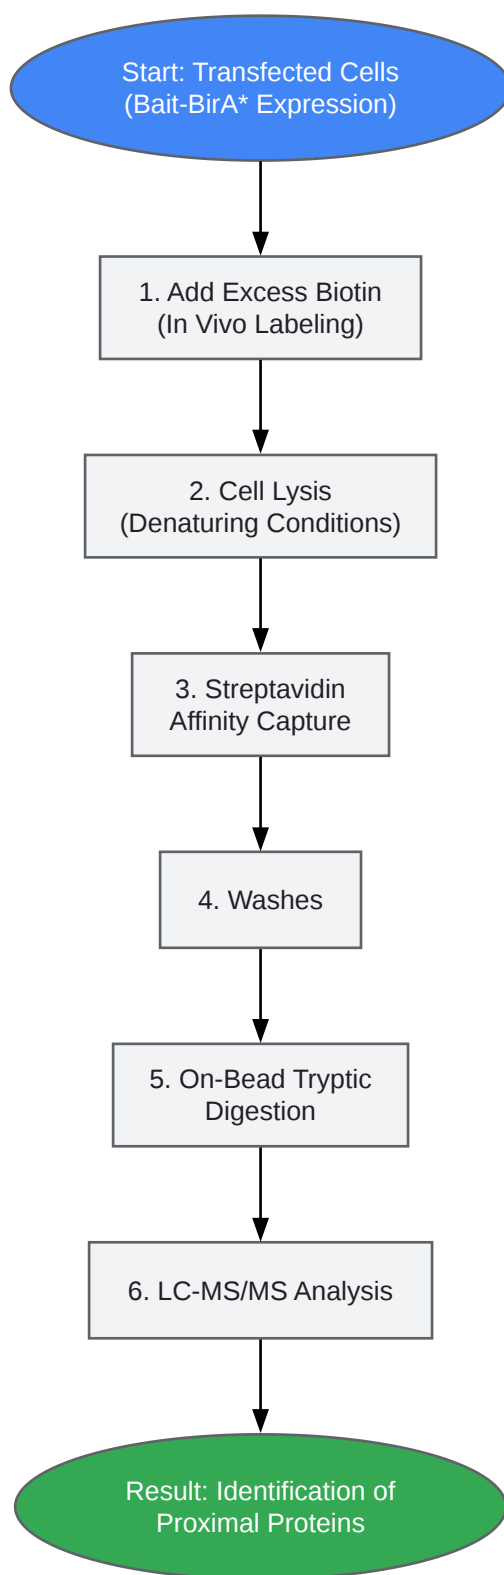 Start: Transfected Cells
(Bait-BirA* Expression)
1. Add Excess Biotin
(In Vivo Labeling)
2. Cell Lysis
(Denaturing Conditions)
3. Streptavidin
Affinity Capture
4. Washes
5. On-Bead Tryptic
Digestion
6. LC-MS/MS Analysis
Result: Identification of
Proximal Proteins